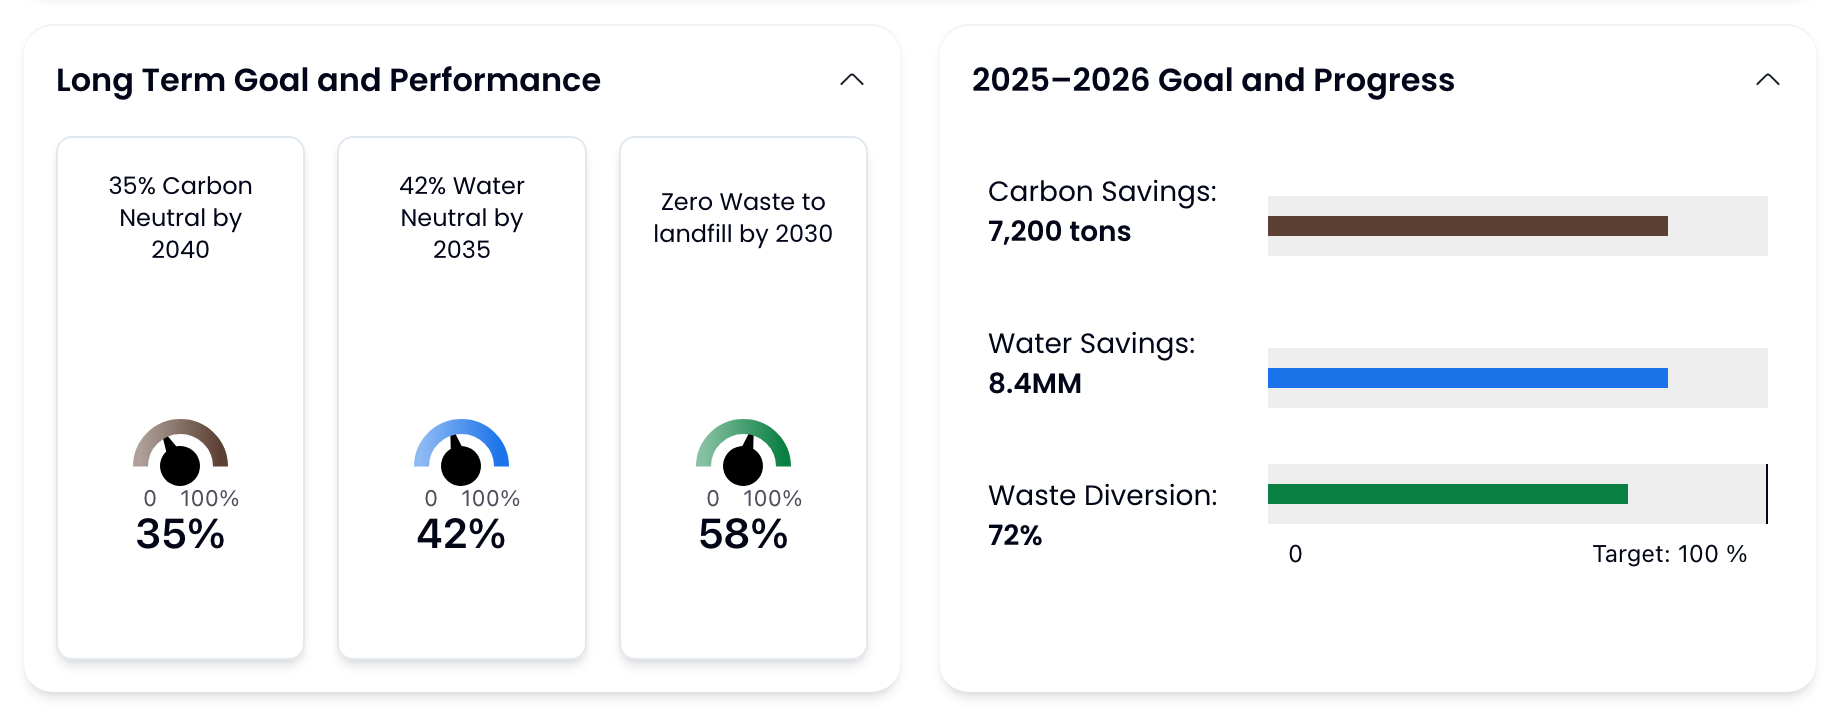 Long Term Goal and Performance
35% Carbon
Neutral by
2040
0 100%
35%
42% Water
Neutral by
2035
0 100%
42%
Zero Waste to
landfill by 2030
0 100%
58%
2025–2026 Goal and Progress
Carbon Savings:
7,200 tons
Water Savings:
8.4MM
Waste Diversion:
72%
0 Target: 100 %